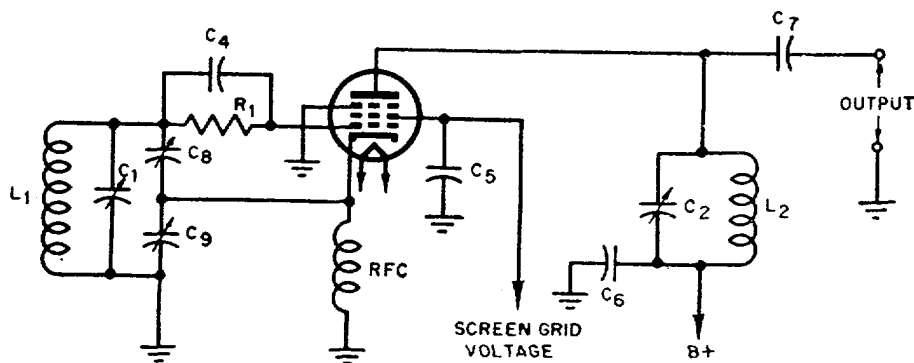 C4
C7
R1
OUTPUT
C8
C1
L1
C5
C2
L2
C9
RFC
C6
SCREEN GRID
VOLTAGE
B+